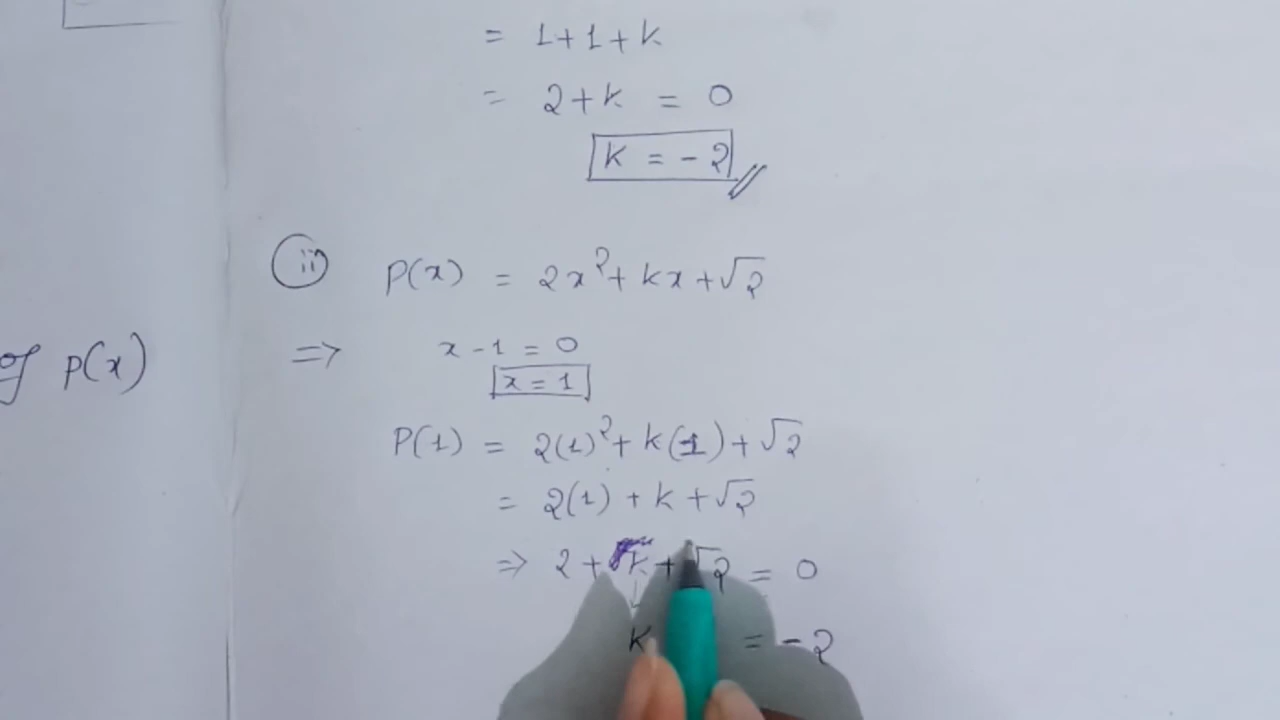 = 1+1+k
= 2+k = 0
k = -2
ii P(x) = 2x²+kx+√2
of P(x)
=> x-1=0
x=1
P(1) = 2(1)²+k(1)+√2
= 2(1)+k+√2
=> 2+k+√2=0
k = -2